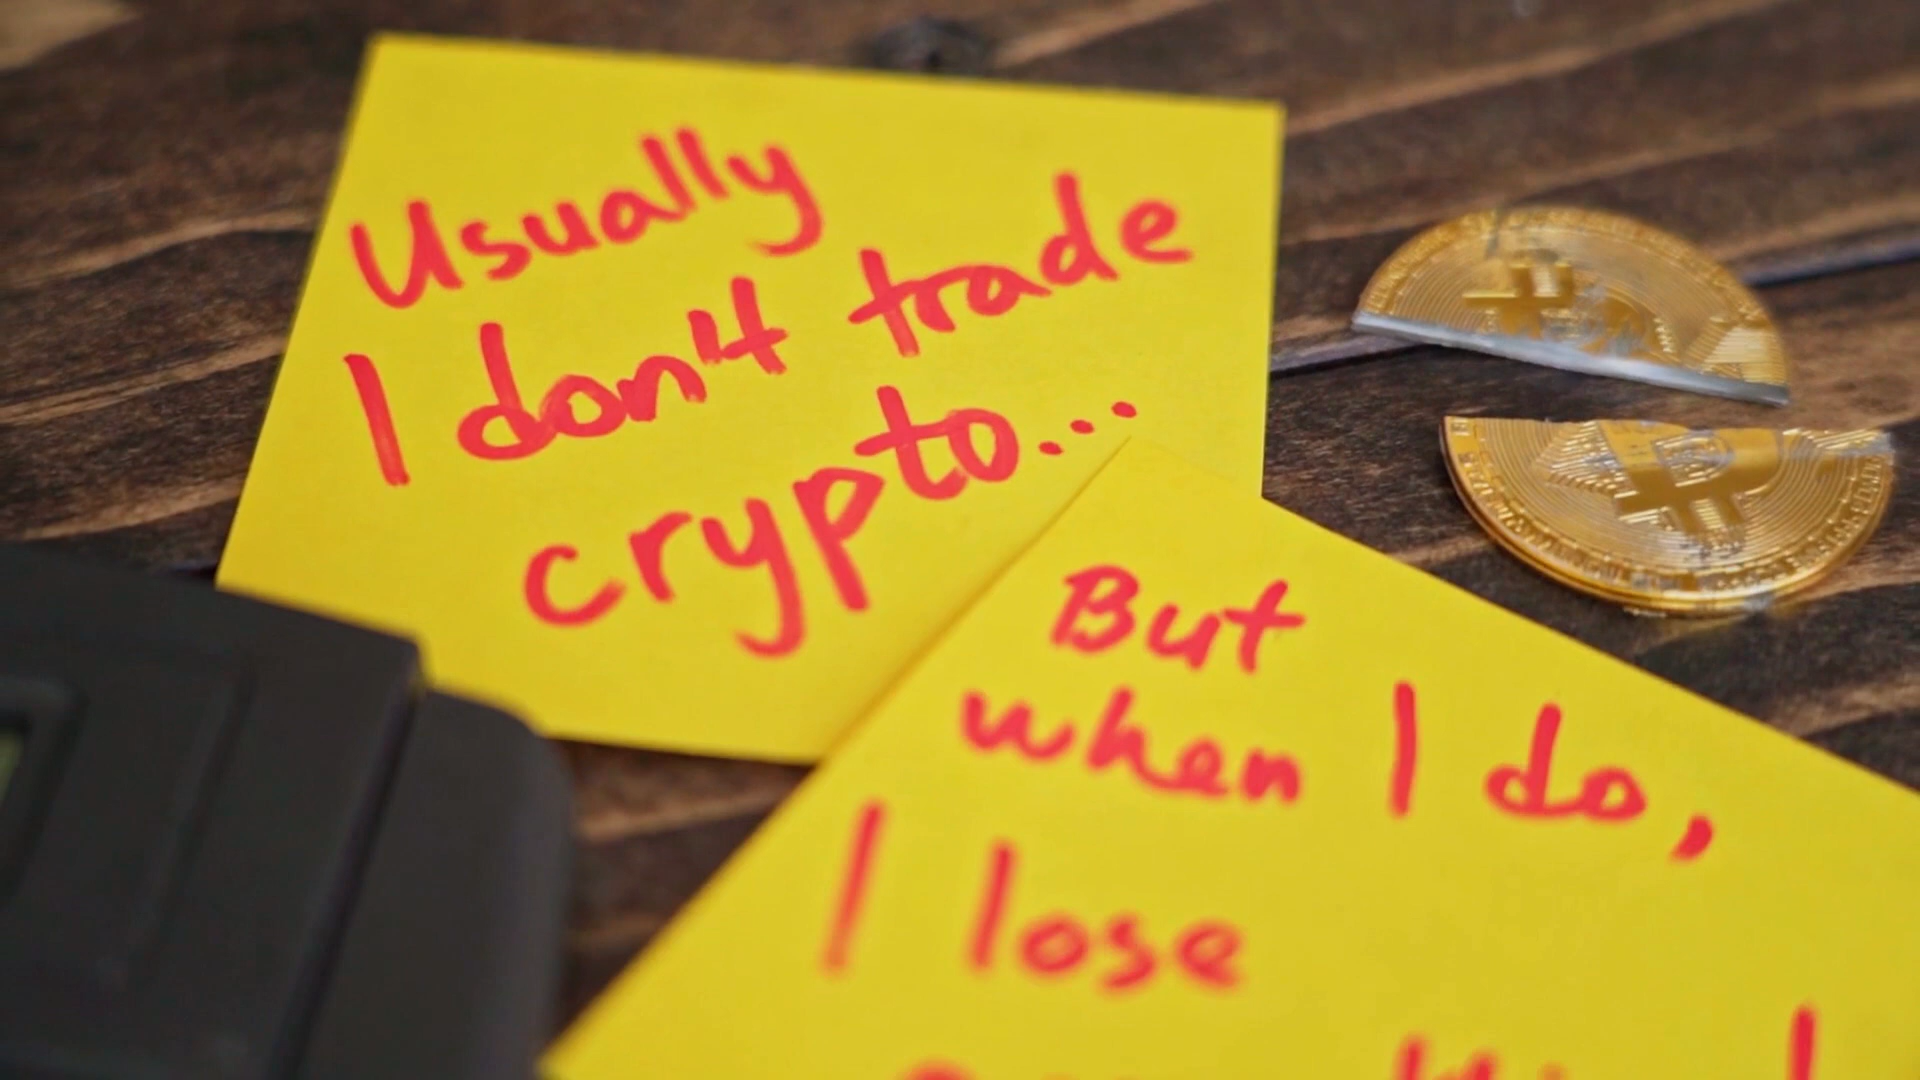 Usually
I don't trade
crypto...
But
when I do,
I lose